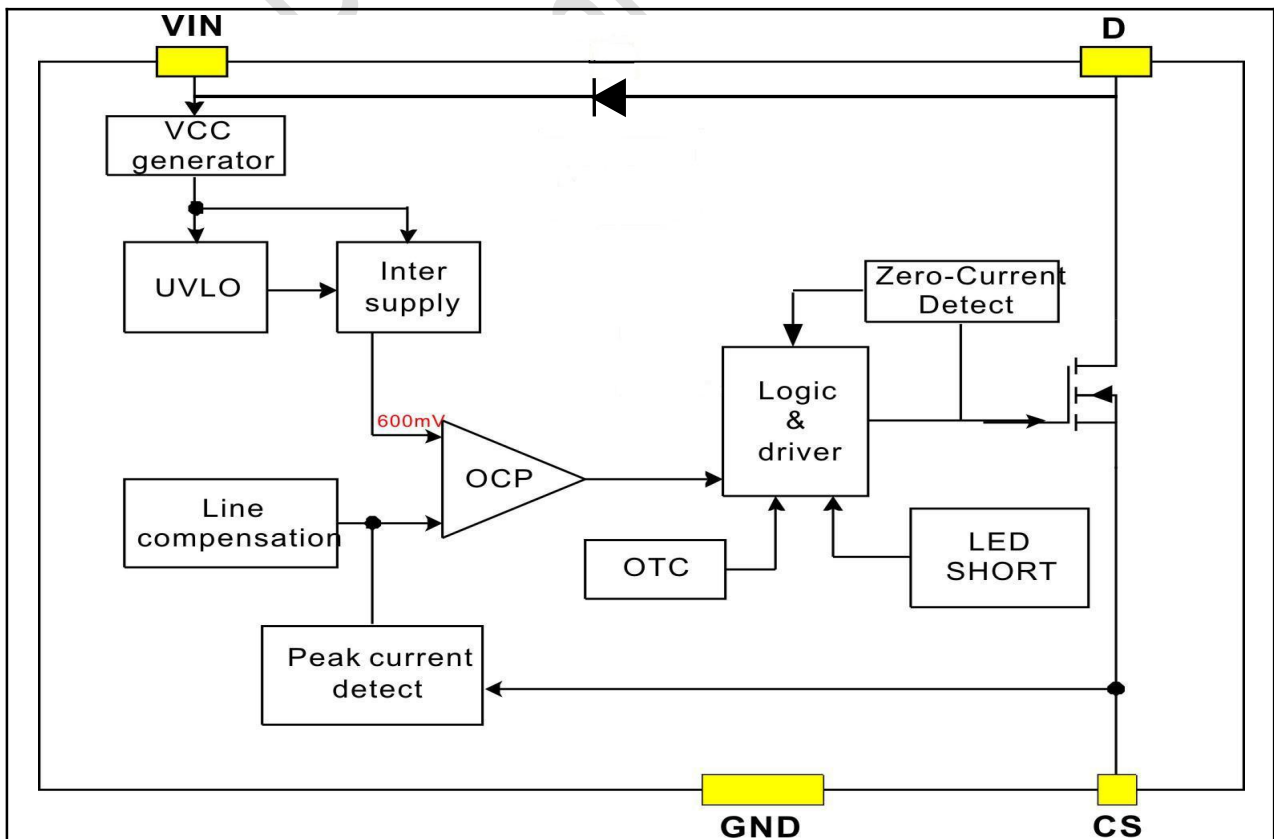 VIN
D
VCC
generator
UVLO
Inter
supply
Zero-Current
Detect
Logic
&
driver
600mV
OCP
Line
compensation
OTC
LED
SHORT
Peak current
detect
GND
CS